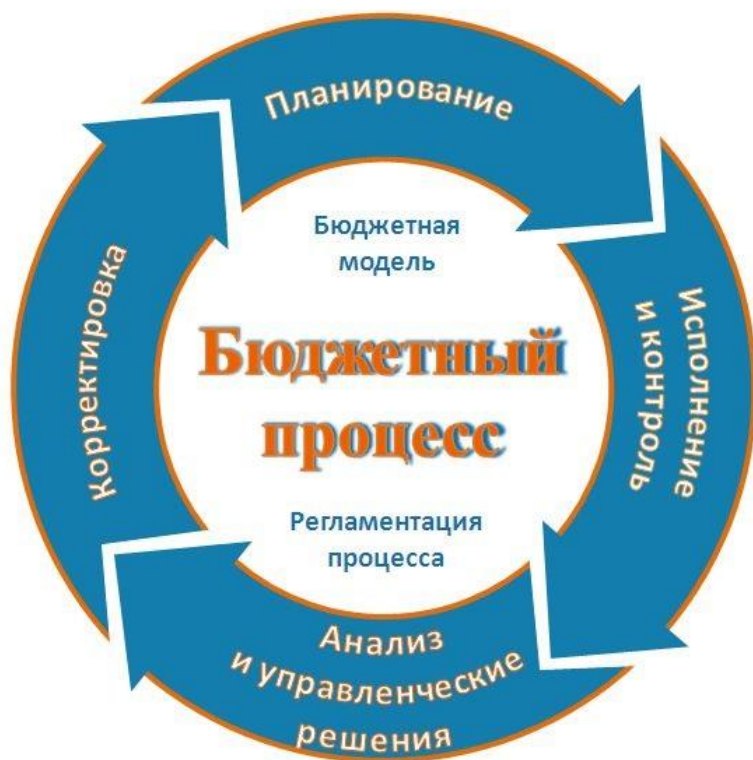 Планирование
Исполнение
и контроль
Анализ
и управленческие
решения
Корректировка
Бюджетная
модель
Бюджетный
процесс
Регламентация
процесса